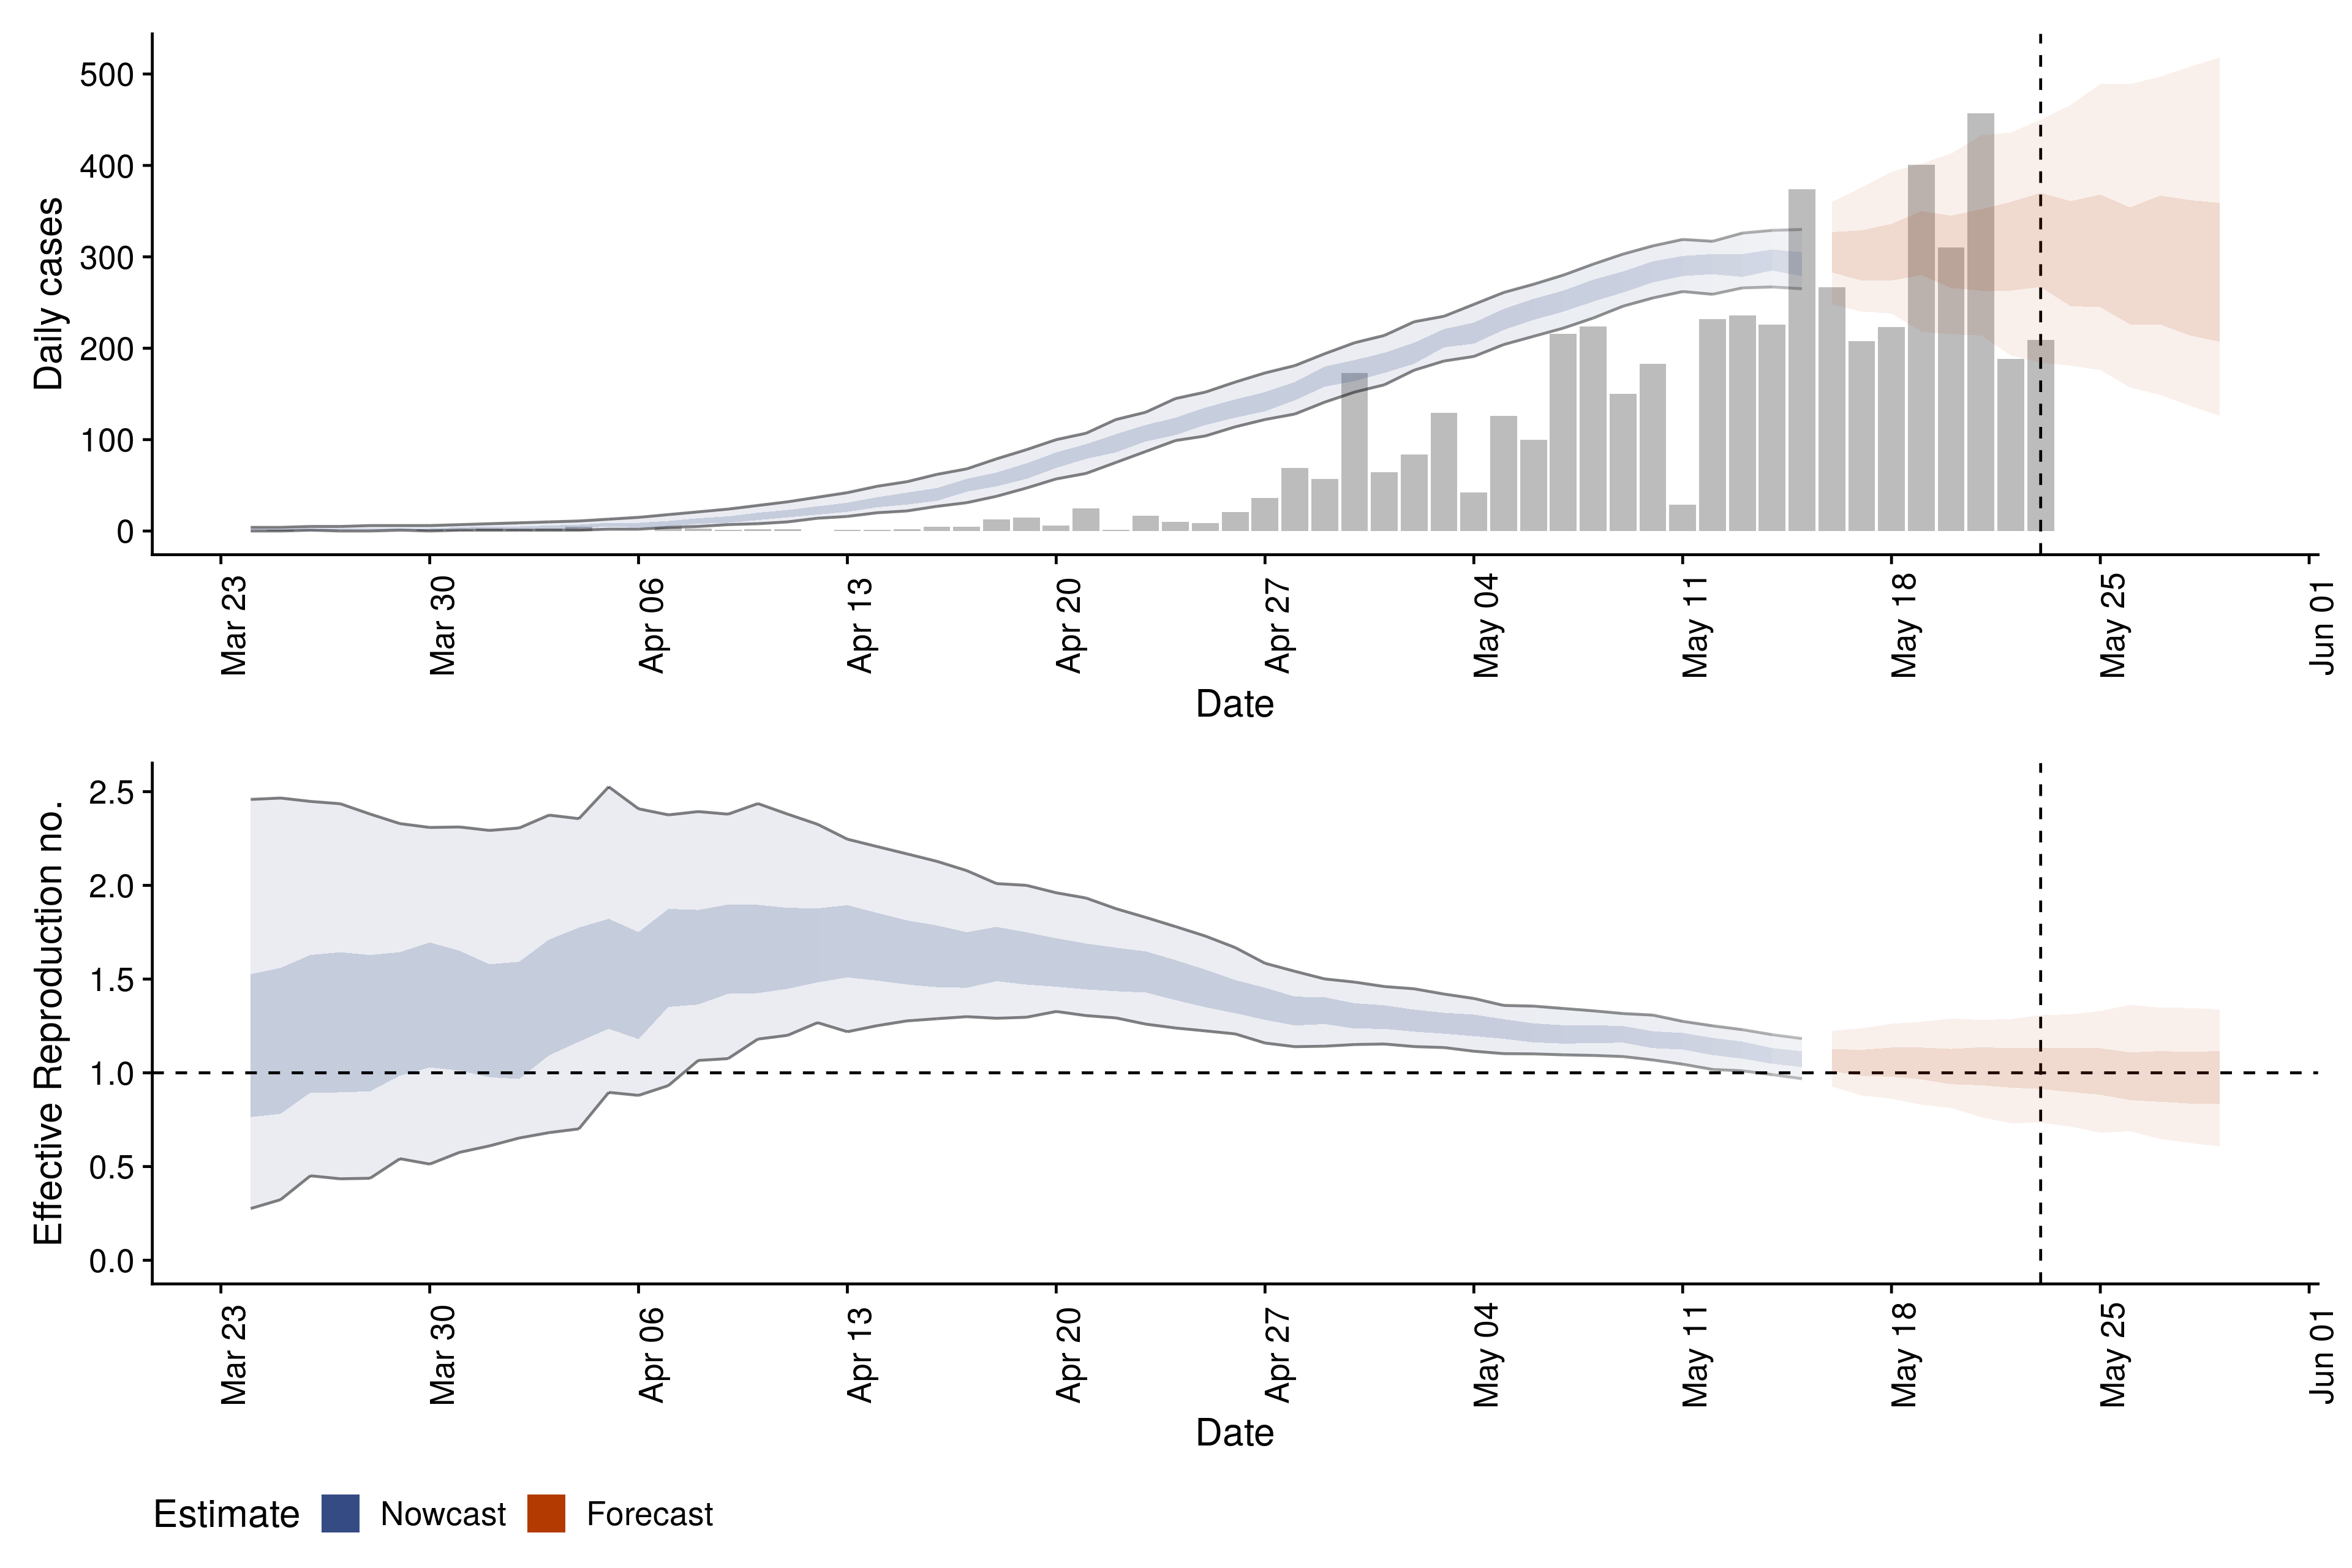 Daily cases
500
400
300
200
100
0
Mar 23
Mar 30
Apr 06
Apr 13
Apr 20
Apr 27
May 04
May 11
May 18
May 25
Jun 01
Date
Effective Reproduction no.
2.5
2.0
1.5
1.0
0.5
0.0
Mar 23
Mar 30
Apr 06
Apr 13
Apr 20
Apr 27
May 04
May 11
May 18
May 25
Jun 01
Date
Estimate Nowcast Forecast